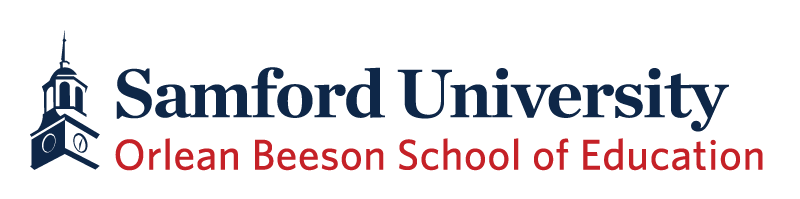 Samford University
Orlean Beeson School of Education